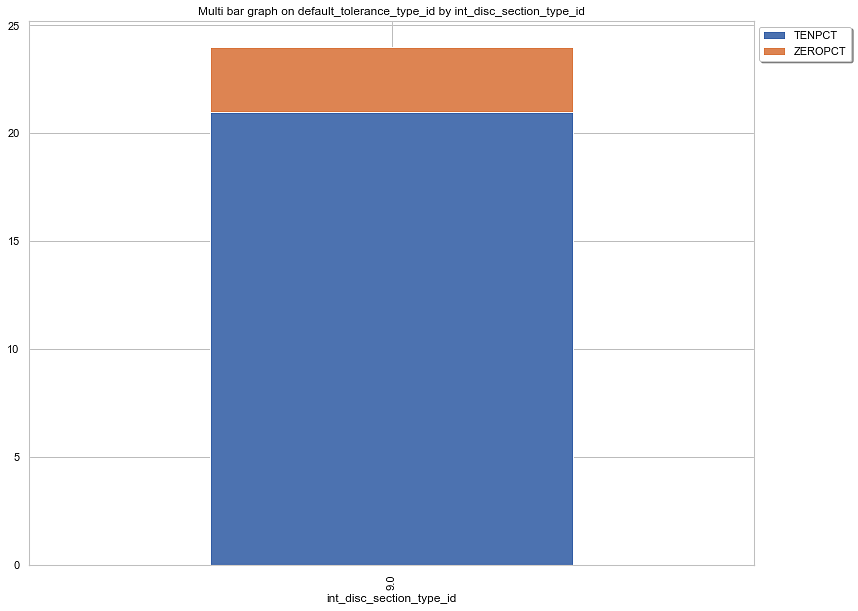 Multi bar graph on default_tolerance_type_id by int_disc_section_type_id
25
20
15
10
5
0
TENPCT
ZEROPCT
9.0
int_disc_section_type_id